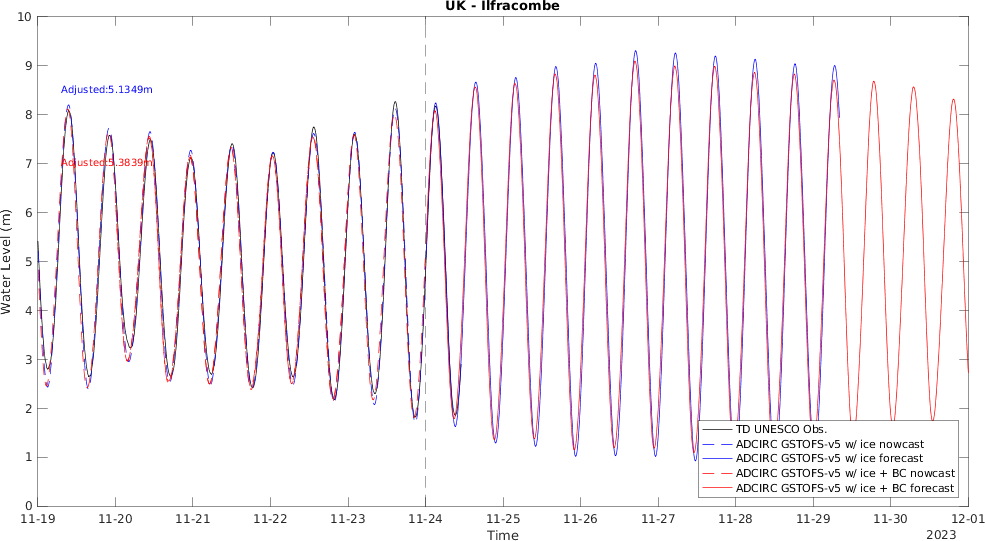 UK - Ilfracombe
10
9
8
7
6
5
4
3
2
1
0
Water Level (m)
Adjusted:5.1349m
Adjusted:5.3839m
TD UNESCO Obs.
ADCIRC GSTOFS-v5 w/ ice nowcast
ADCIRC GSTOFS-v5 w/ ice forecast
ADCIRC GSTOFS-v5 w/ ice + BC nowcast
ADCIRC GSTOFS-v5 w/ ice + BC forecast
11-19 11-20 11-21 11-22 11-23 11-24 11-25 11-26 11-27 11-28 11-29 11-30 12-01
Time
2023